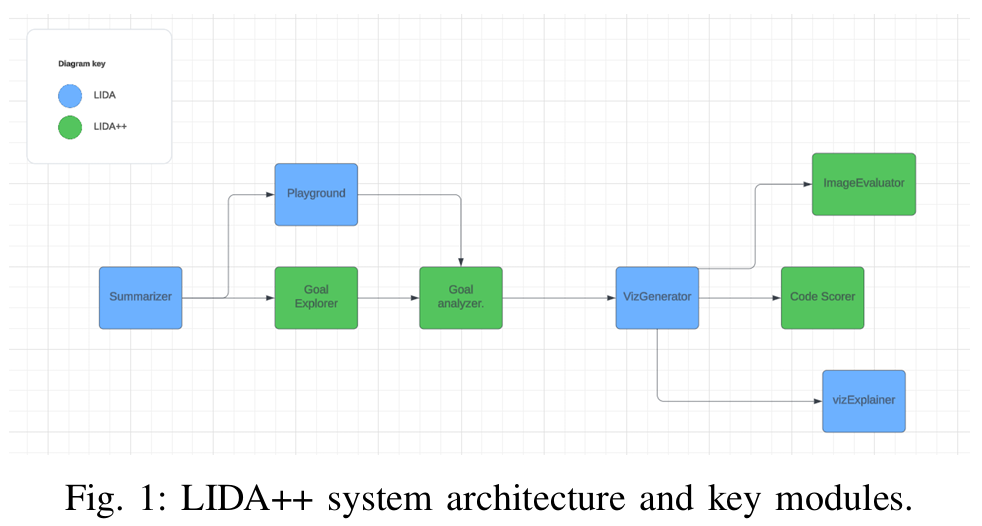 Diagram key
LIDA
LIDA++
Playground
ImageEvaluator
Summarizer
Goal
Explorer
Goal
analyzer.
VizGenerator
Code Scorer
vizExplainer
Fig. 1: LIDA++ system architecture and key modules.